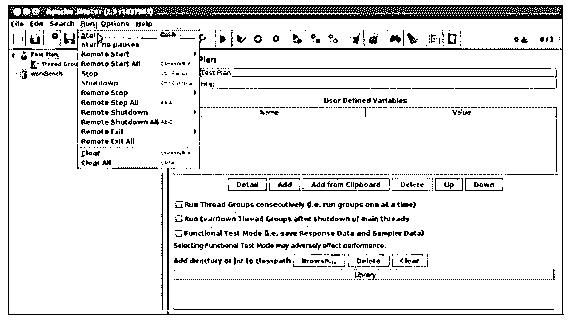 Apache JMeter (2.9 r1437961)
File Edit Search Run Options Help
Start
Start no pauses
Remote Start
Remote Start All
Stop
Shutdown
Remote Stop
Remote Stop All
Remote Shutdown
Remote Shutdown All
Remote Exit
Remote Exit All
Clear
Clear All
0 / 1
Test Plan
Thread Group
WorkBench
Plan
Test Plan
User Defined Variables
Name Value
Detail Add Add from Clipboard Delete Up Down
Run Thread Groups consecutively (i.e. run groups one at a time)
Run tearDown Thread Groups after shutdown of main threads
Functional Test Mode (i.e. save Response Data and Sampler Data)
Selecting Functional Test Mode may adversely affect performance.
Add directory or jar to classpath Browse... Delete Clear
Library